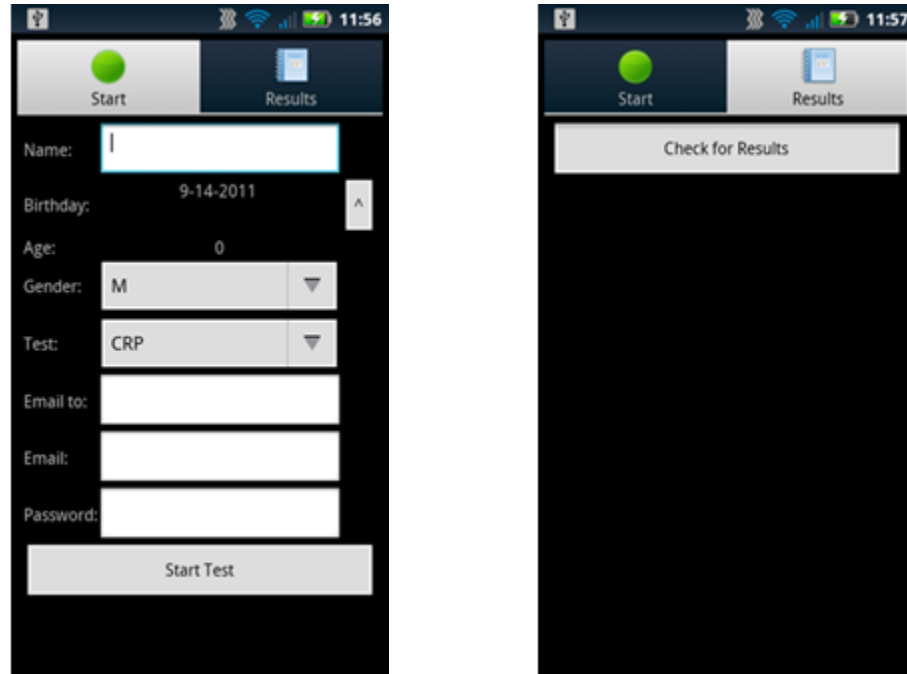 11:56
Start Results
Name:
9-14-2011
Birthday: ^
Age: 0
Gender: M
Test: CRP
Email to:
Email:
Password:
Start Test
11:57
Start Results
Check for Results